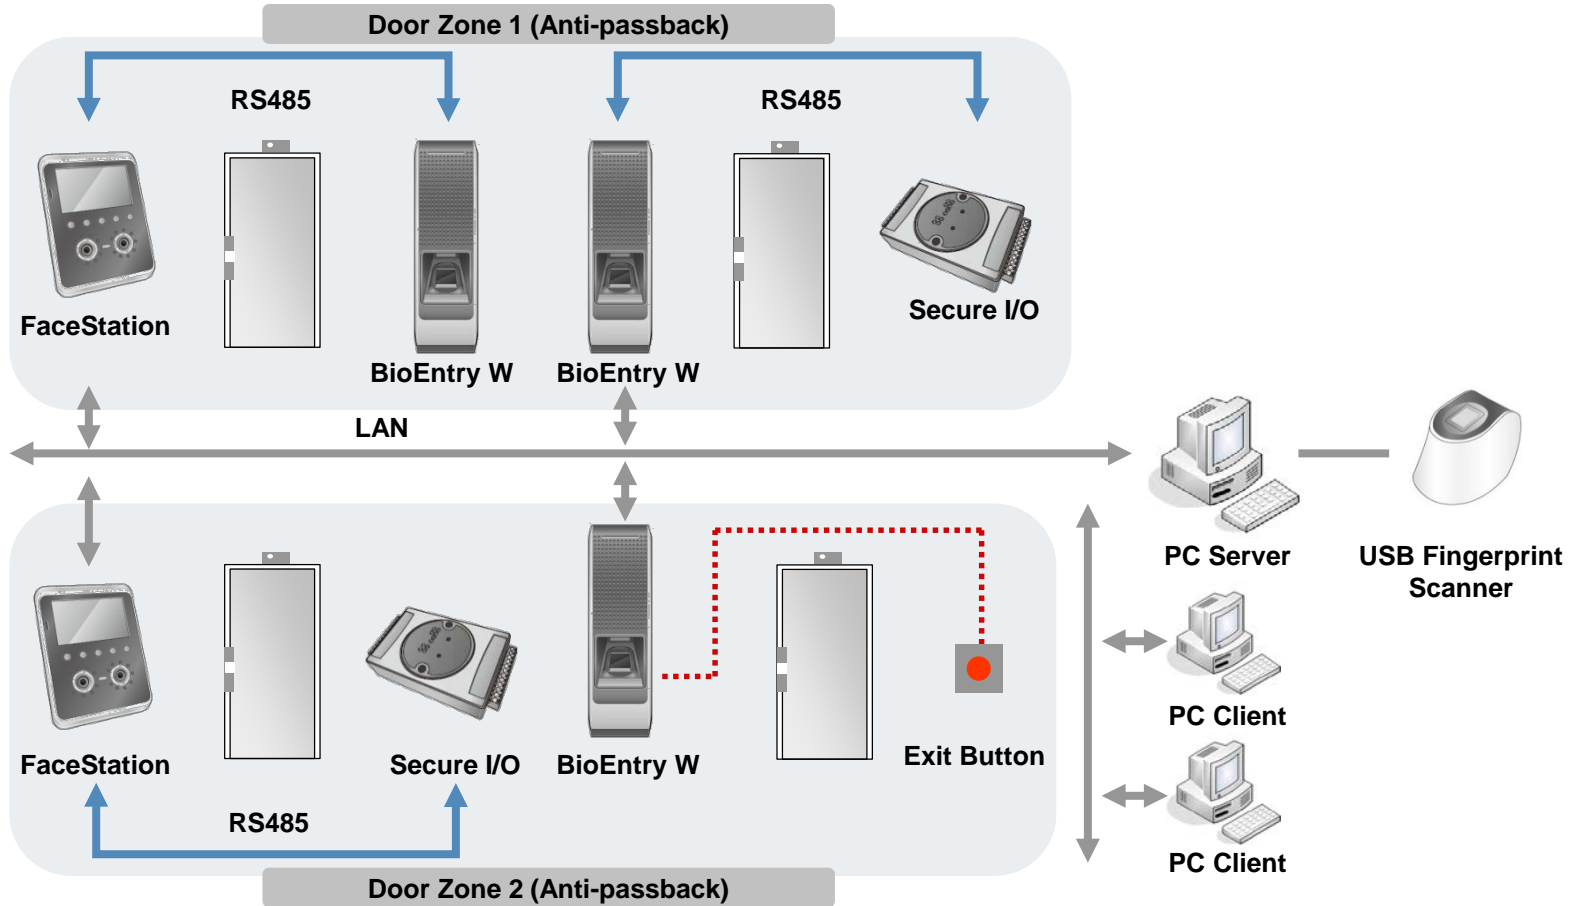 Door Zone 1 (Anti-passback)
RS485
RS485
FaceStation
BioEntry W
BioEntry W
Secure I/O
LAN
PC Server
USB Fingerprint
Scanner
PC Client
PC Client
FaceStation
Secure I/O
BioEntry W
Exit Button
RS485
Door Zone 2 (Anti-passback)